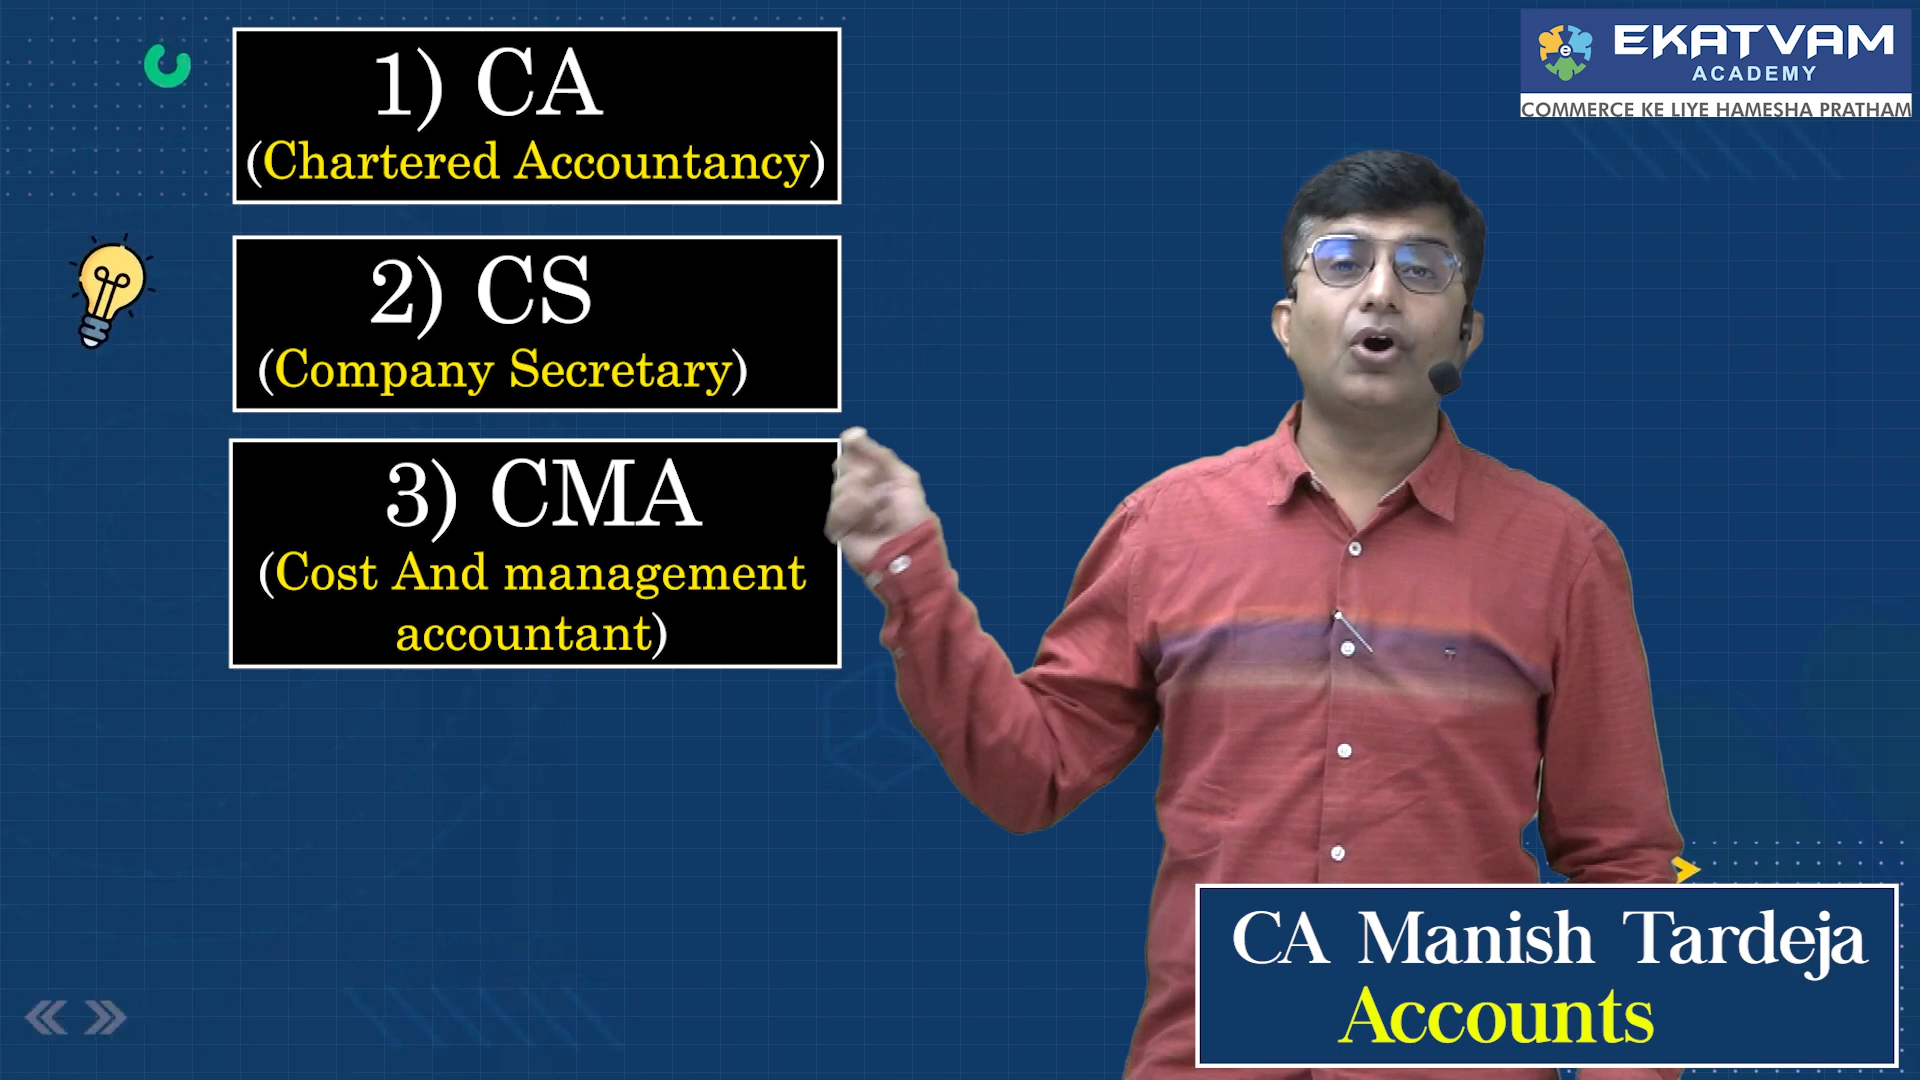 1) CA
(Chartered Accountancy)
2) CS
(Company Secretary)
3) CMA
(Cost And management
accountant)
e EKATVAM
ACADEMY
COMMERCE KE LIYE HAMESHA PRATHAM
CA Manish Tardeja
Accounts